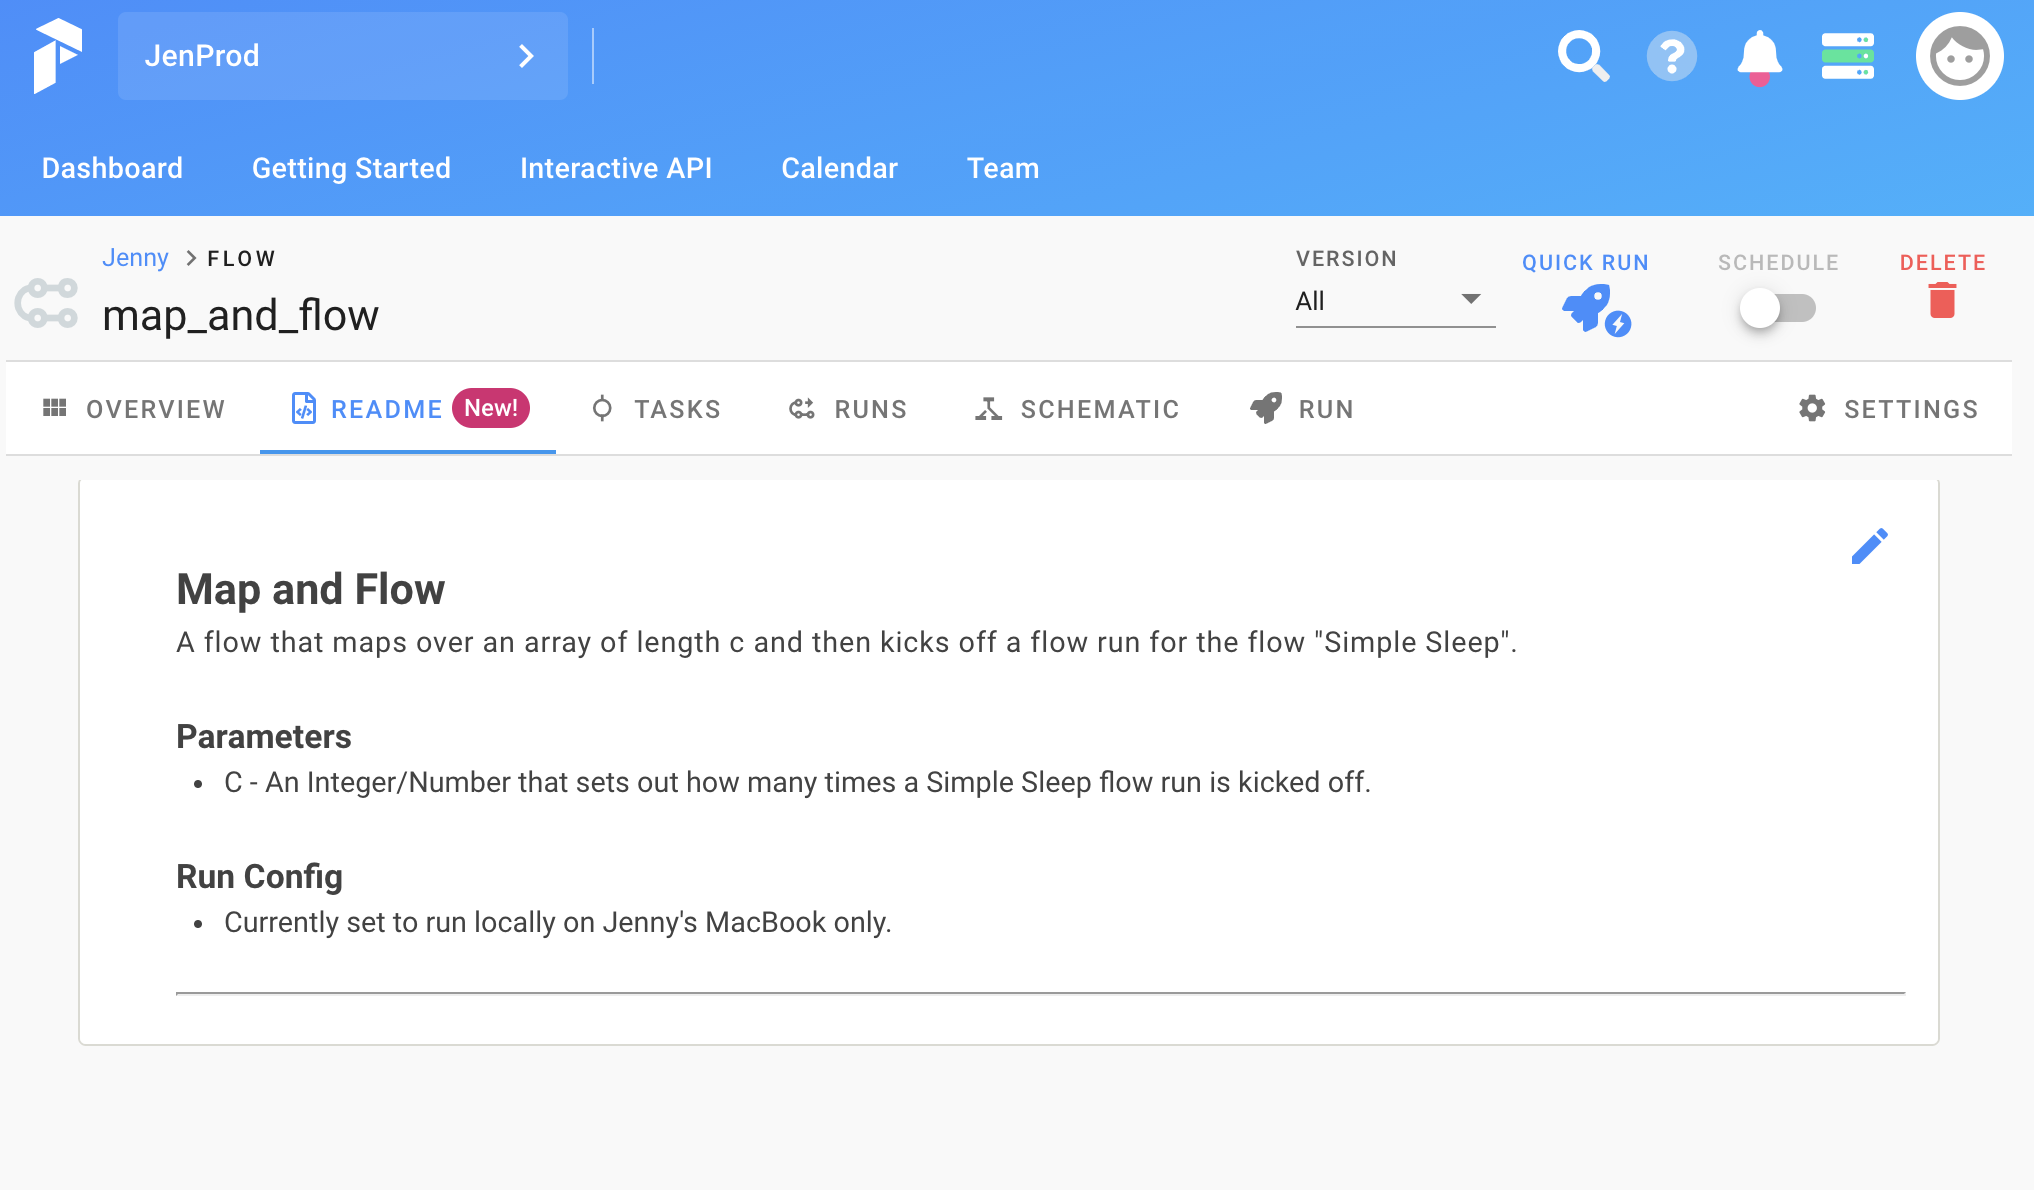 JenProd
Dashboard Getting Started Interactive API Calendar Team
Jenny > FLOW
map_and_flow
VERSION
All
QUICK RUN
SCHEDULE
DELETE
OVERVIEW README New! TASKS RUNS SCHEMATIC RUN SETTINGS
Map and Flow
A flow that maps over an array of length c and then kicks off a flow run for the flow "Simple Sleep".
Parameters
• C - An Integer/Number that sets out how many times a Simple Sleep flow run is kicked off.
Run Config
• Currently set to run locally on Jenny's MacBook only.